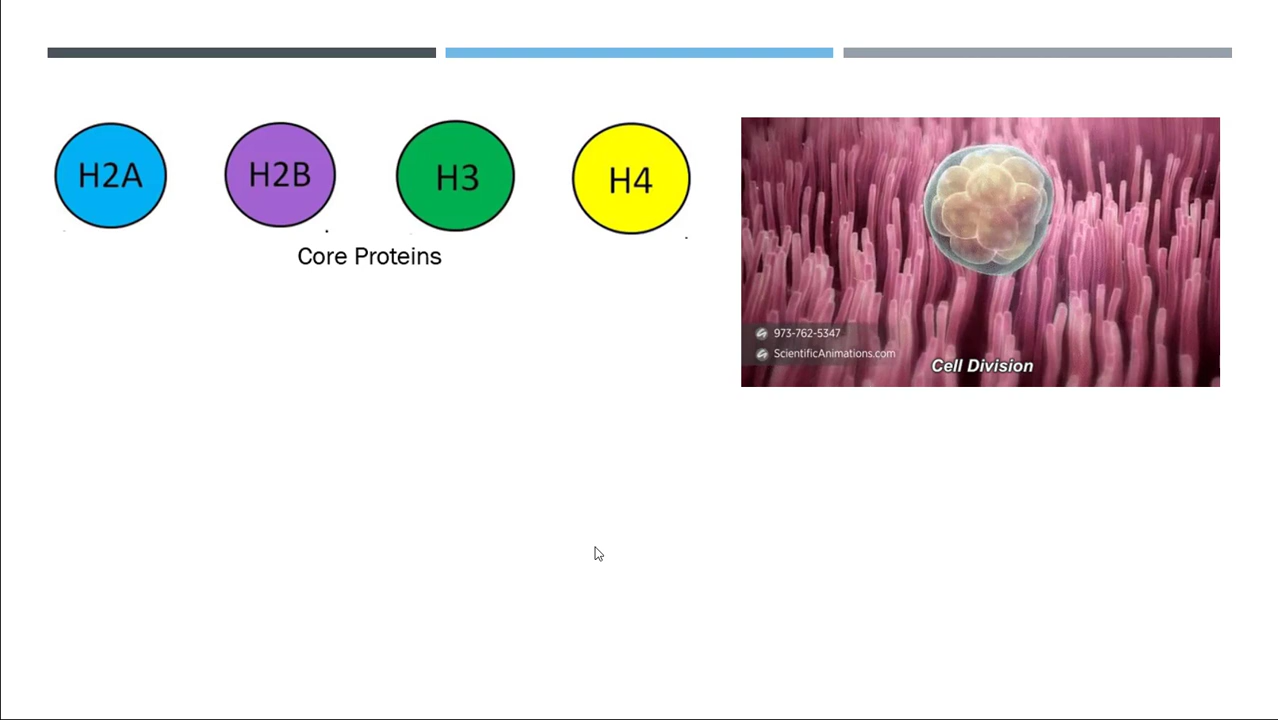 H2A H2B H3 H4
Core Proteins
973-762-5347
ScientificAnimations.com
Cell Division